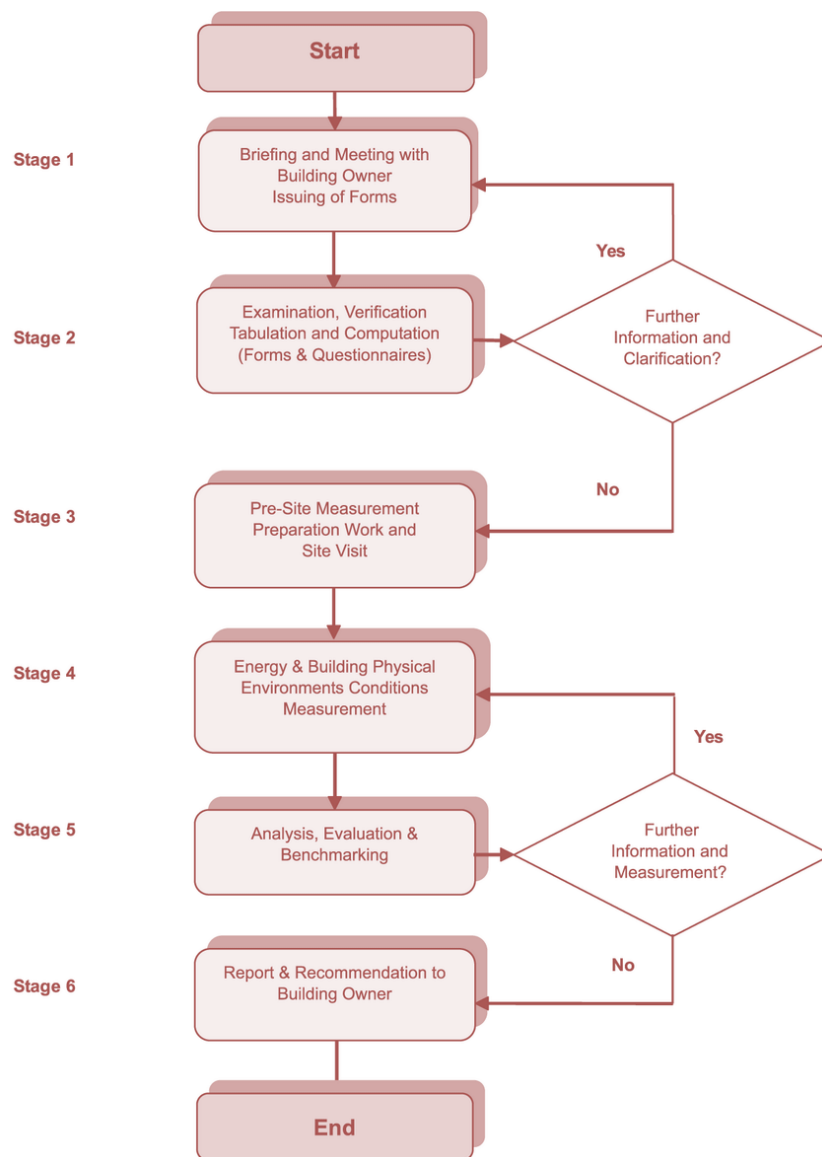 Start
Stage 1
Briefing and Meeting with
Building Owner
Issuing of Forms
Yes
Stage 2
Examination, Verification
Tabulation and Computation
(Forms & Questionnaires)
Further
Information and
Clarification?
No
Stage 3
Pre-Site Measurement
Preparation Work and
Site Visit
Stage 4
Energy & Building Physical
Environments Conditions
Measurement
Yes
Stage 5
Analysis, Evaluation &
Benchmarking
Further
Information and
Measurement?
No
Stage 6
Report & Recommendation to
Building Owner
End